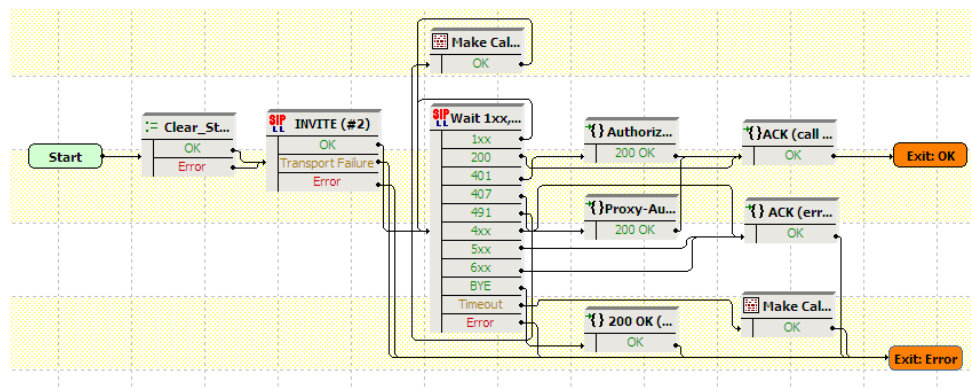 Start
:= Clear_St...
OK
Error
SIP LL INVITE (#2)
OK
Transport Failure
Error
Make Cal...
OK
SIP LL Wait 1xx,...
1xx
200
401
407
491
4xx
5xx
6xx
BYE
Timeout
Error
{} Authoriz...
200 OK
{}Proxy-Au...
200 OK
{} 200 OK (...
OK
{}ACK (call ...
OK
{} ACK (err...
OK
Make Cal...
OK
Exit: OK
Exit: Error